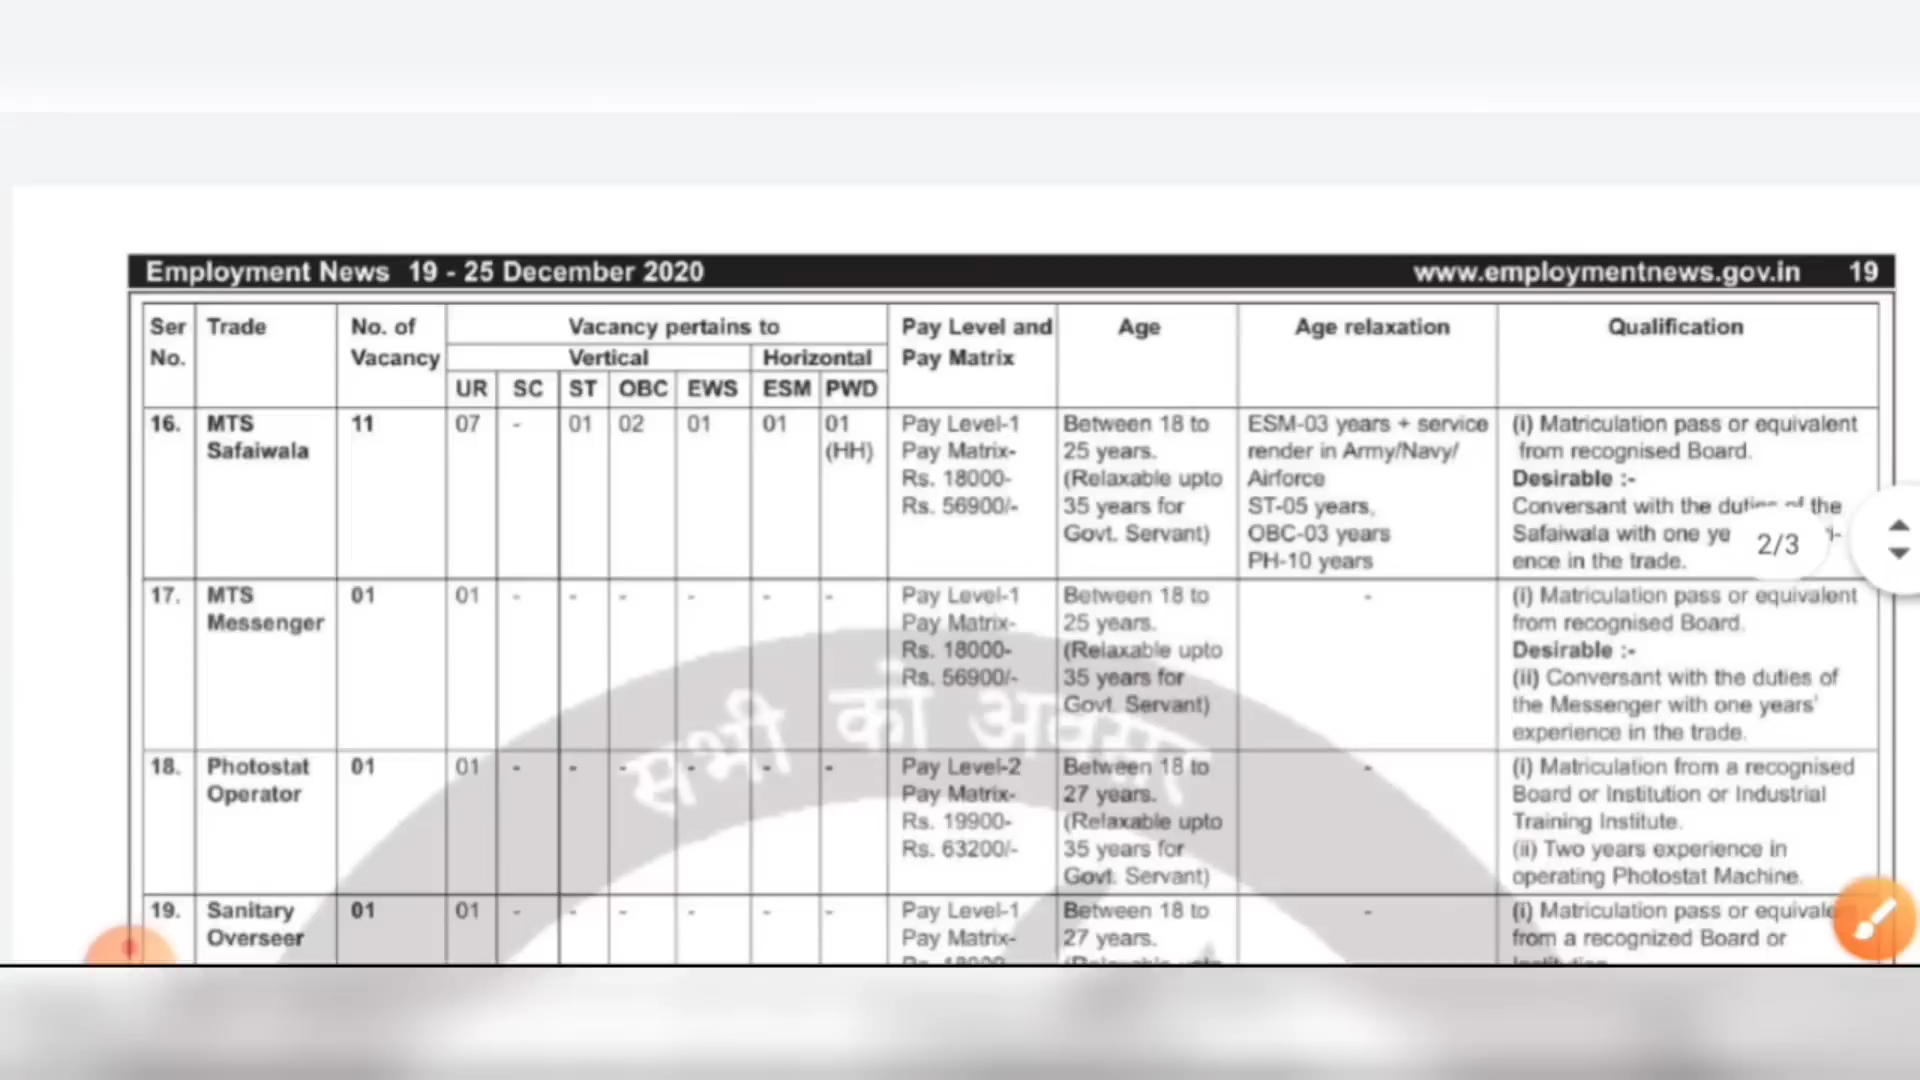 Employment News 19 - 25 December 2020 www.employmentnews.gov.in 19
Ser No. Trade No. of Vacancy Vacancy pertains to Pay Level and Pay Matrix Age Age relaxation Qualification
Vertical Horizontal
UR SC ST OBC EWS ESM PWD
16. MTS Safaiwala 11 07 - 01 02 01 01 01 (HH)
Pay Level-1
Pay Matrix-
Rs. 18000-
Rs. 56900/-
Between 18 to
25 years.
(Relaxable upto
35 years for
Govt. Servant)
ESM-03 years + service
render in Army/Navy/
Airforce
ST-05 years,
OBC-03 years
PH-10 years
(i) Matriculation pass or equivalent
from recognised Board.
Desirable :-
Conversant with the duties of the
Safaiwala with one
ence in the trade.
2/3
17. MTS Messenger 01 01 - - - - - -
Pay Level-1
Pay Matrix-
Rs. 18000-
Rs. 56900/-
Between 18 to
25 years.
(Relaxable upto
35 years for
Govt. Servant)
-
(i) Matriculation pass or equivalent
from recognised Board.
Desirable :-
(ii) Conversant with the duties of
the Messenger with one years'
experience in the trade.
18. Photostat Operator 01 01 - - - - - -
Pay Level-2
Pay Matrix-
Rs. 19900-
Rs. 63200/-
Between 18 to
27 years.
(Relaxable upto
35 years for
Govt. Servant)
-
(i) Matriculation from a recognised
Board or Institution or Industrial
Training Institute.
(ii) Two years experience in
operating Photostat Machine.
19. Sanitary Overseer 01 01 - - - - - -
Pay Level-1
Pay Matrix-
Between 18 to
27 years.
-
(i) Matriculation pass or
from a recognized Board or
सभी को अवसर